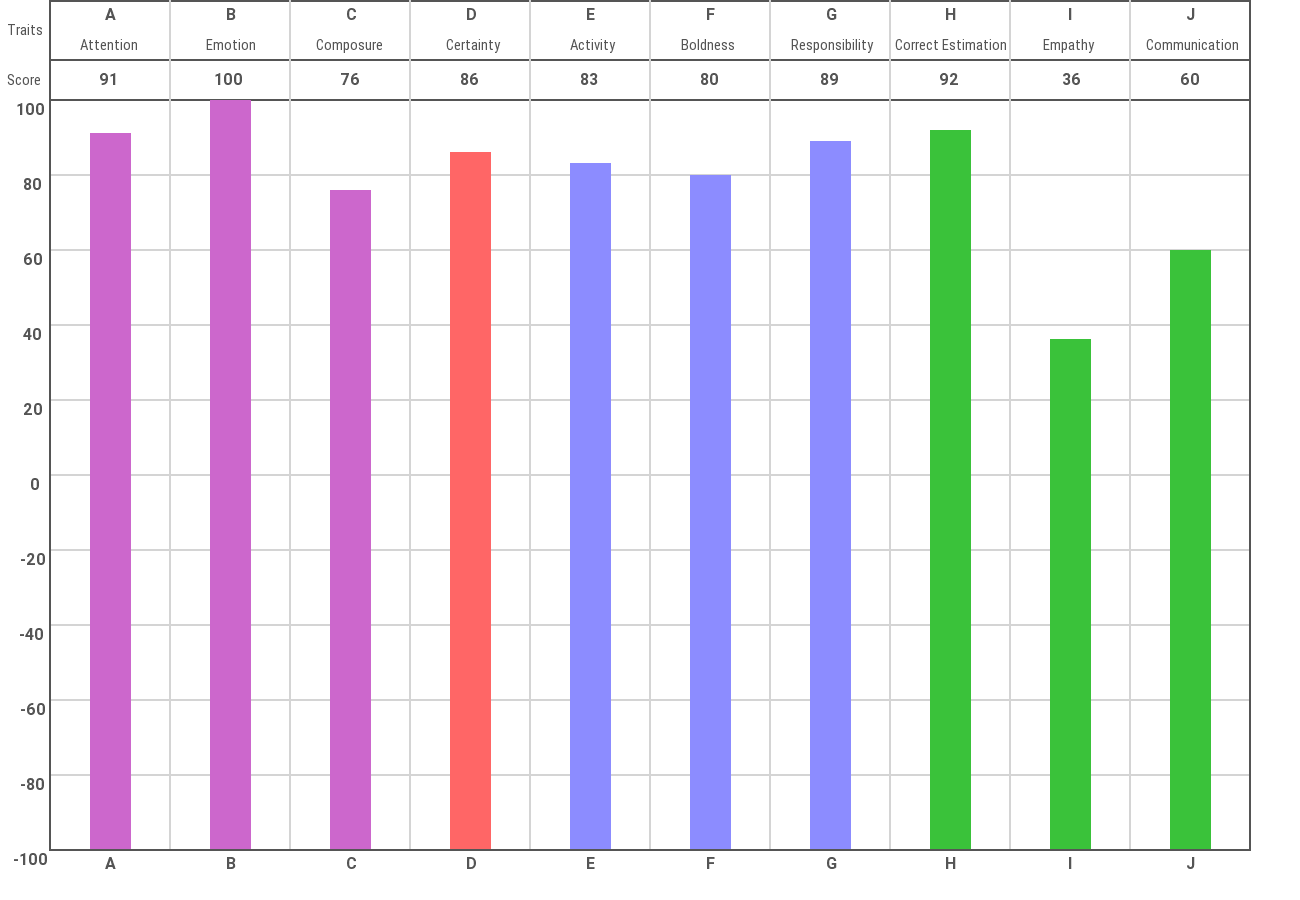 A B C D E F G H I J
Traits
Attention Emotion Composure Certainty Activity Boldness Responsibility Correct Estimation Empathy Communication
Score 91 100 76 86 83 80 89 92 36 60
100
80
60
40
20
0
-20
-40
-60
-80
-100
A B C D E F G H I J